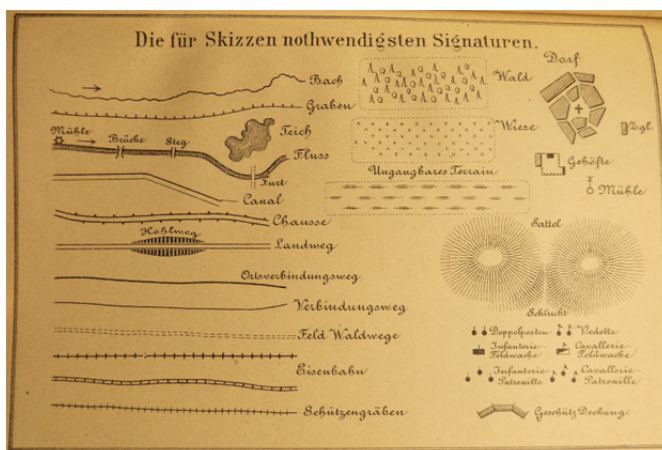 Die für Skizzen nothwendigsten Signaturen.
Bach
Graben
Mühle
Brücke
Steg
Teich
Fluss
Furt
Canal
Chausse
Hohlweg
Landweg
Ortsverbindungsweg
Verbindungsweg
Feld Waldwege
Eisenbahn
Schützengräben
Wald
Wiese
Ungangbares Terrain
Dorf
Zgl.
Gehöfte
Mühle
Sattel
Schlucht
Doppelposten
Vedette
Infanterie-
Feldwache
Cavallerie-
Feldwache
Infanterie-
Patrouille
Cavallerie-
Patrouille
Geschütz Deckung